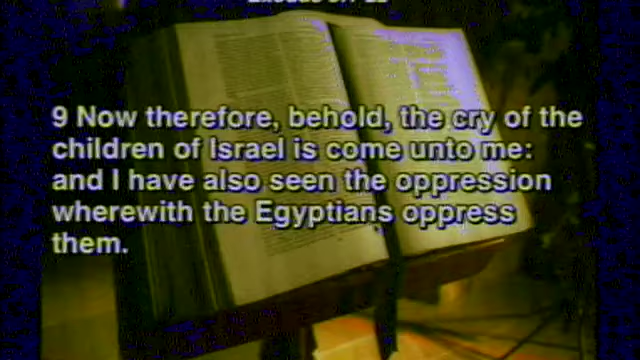 9 Now therefore, behold, the cry of the
children of Israel is come unto me:
and I have also seen the oppression
wherewith the Egyptians oppress
them.